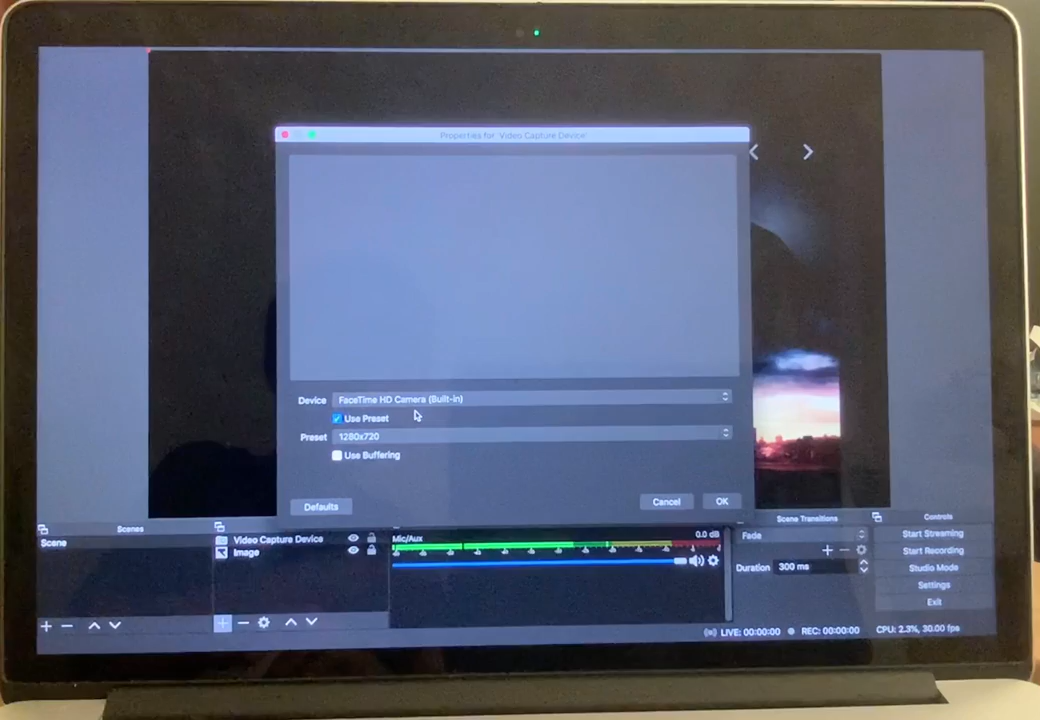 Properties for 'Video Capture Device'
Device FaceTime HD Camera (Built-in)
Use Preset
Preset 1280x720
Use Buffering
Defaults Cancel OK
Scenes
Scene
Video Capture Device
Image
Mic/Aux 0.0 dB
Scene Transitions
Fade
Duration 300 ms
Controls
Start Streaming
Start Recording
Studio Mode
Settings
Exit
LIVE: 00:00:00 REC: 00:00:00 CPU: 2.3%, 30.00 fps